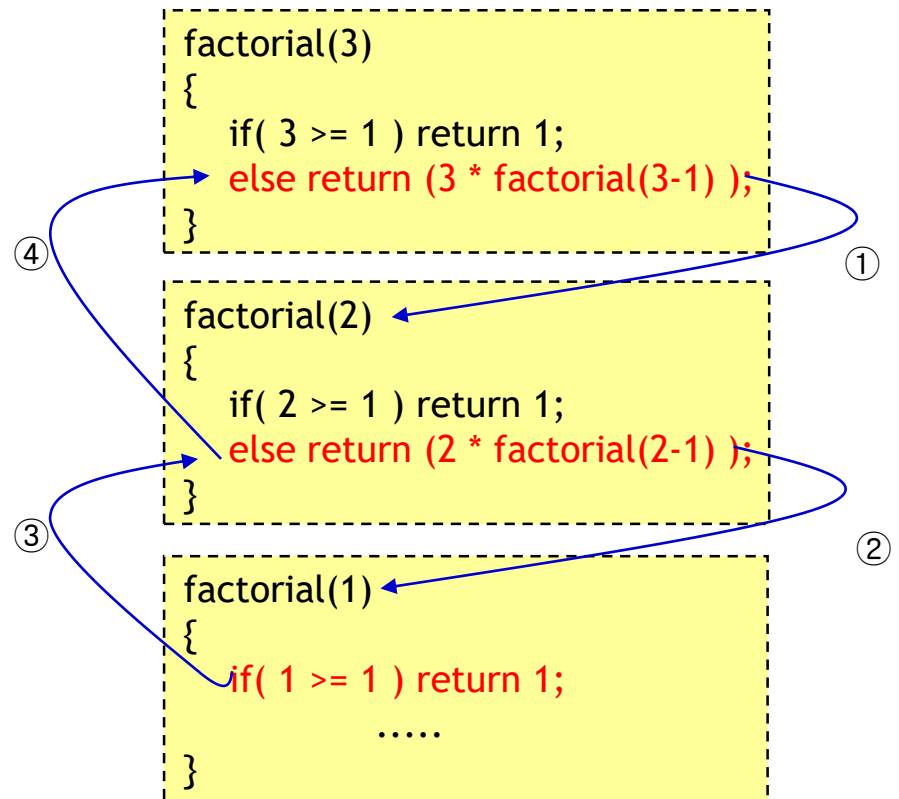 factorial(3)
{
if( 3 >= 1 ) return 1;
else return (3 * factorial(3-1) );
}
④
①
factorial(2)
{
if( 2 >= 1 ) return 1;
else return (2 * factorial(2-1) );
}
③
②
factorial(1)
{
if( 1 >= 1 ) return 1;
.....
}